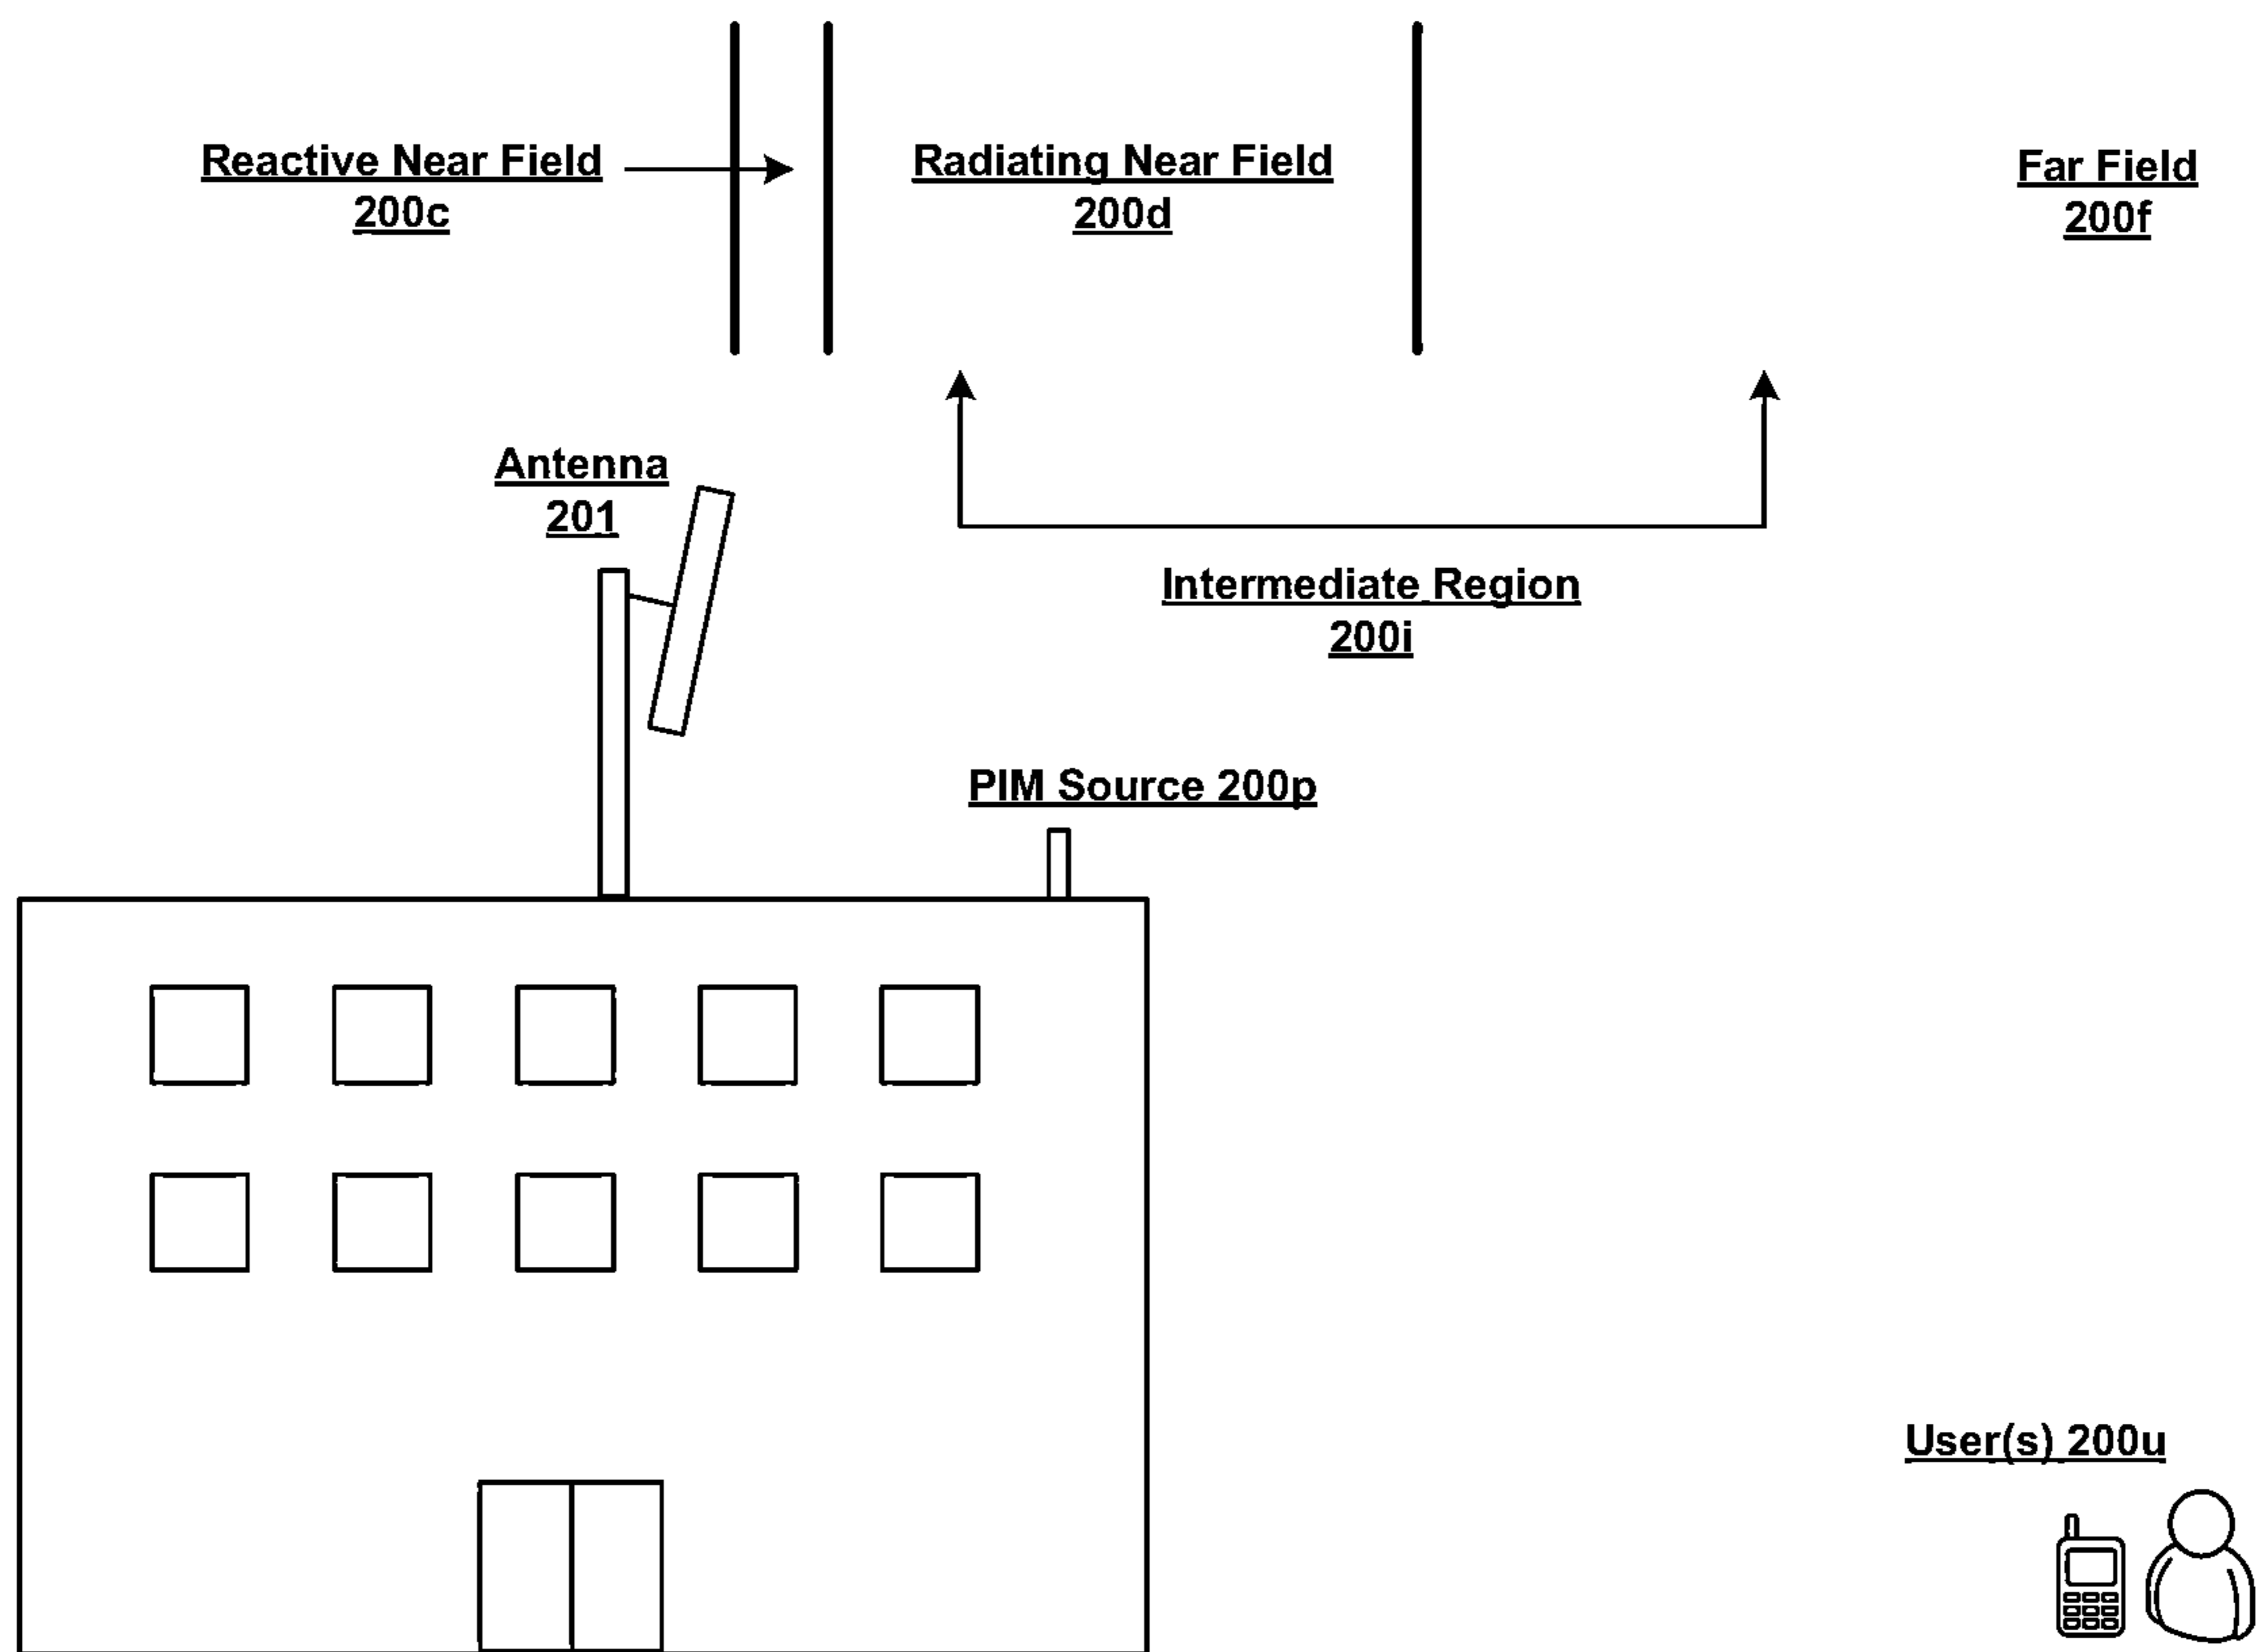 Reactive Near Field
200c
Radiating Near Field
200d
Far Field
200f
Antenna
201
Intermediate Region
200i
PIM Source 200p
User(s) 200u